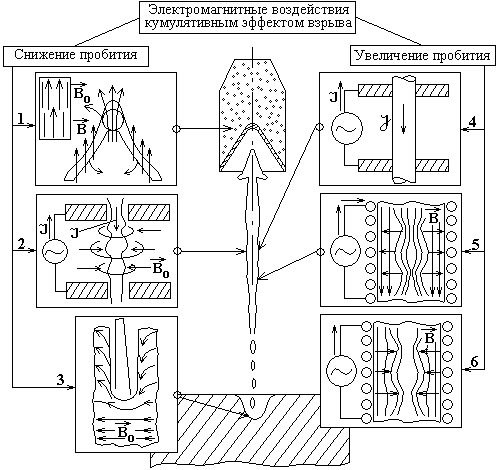 Электромагнитные воздействия
кумулятивным эффектом взрыва
Снижение пробития
Увеличение пробития
1
B₀
B
2
J
J
B₀
3
B₀
4
J
J
5
B
6
B